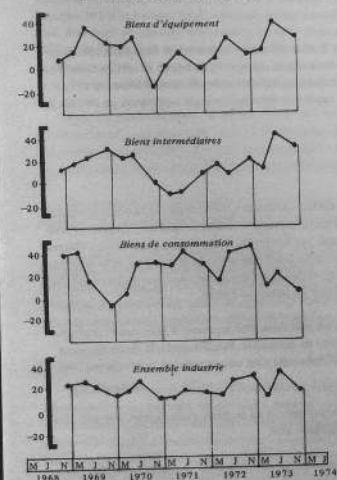 Biens d'équipement
40
20
0
-20
Biens intermédiaires
40
20
0
-20
Biens de consommation
40
20
0
-20
Ensemble industrie
40
20
0
-20
M J N M J N M J N M J N M J N M J N M J
1968 1969 1970 1971 1972 1973 1974